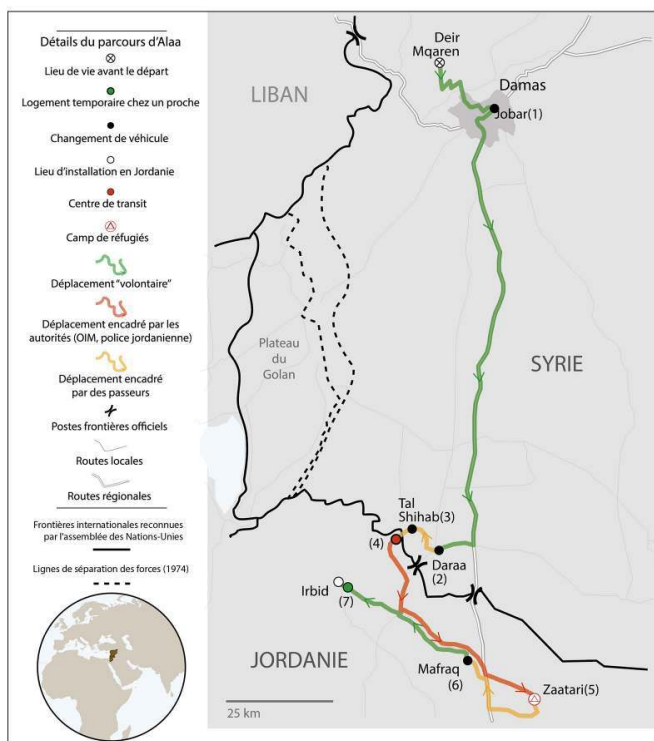 Détails du parcours d'Alaa
Lieu de vie avant le départ
Logement temporaire chez un proche
Changement de véhicule
Lieu d'installation en Jordanie
Centre de transit
Camp de réfugiés
Déplacement "volontaire"
Déplacement encadré par les
autorités (OIM, police jordanienne)
Déplacement encadré
par des passeurs
Postes frontières officiels
Routes locales
Routes régionales
Frontières internationales reconnues
par l'assemblée des Nations-Unies
Lignes de séparation des forces (1974)
Deir
Mqaren
LIBAN
Damas
Jobar(1)
Plateau
du
Golan
SYRIE
Tal
Shihab(3)
(4)
Daraa
(2)
Irbid
(7)
JORDANIE
Mafraq
(6)
Zaatari(5)
25 km